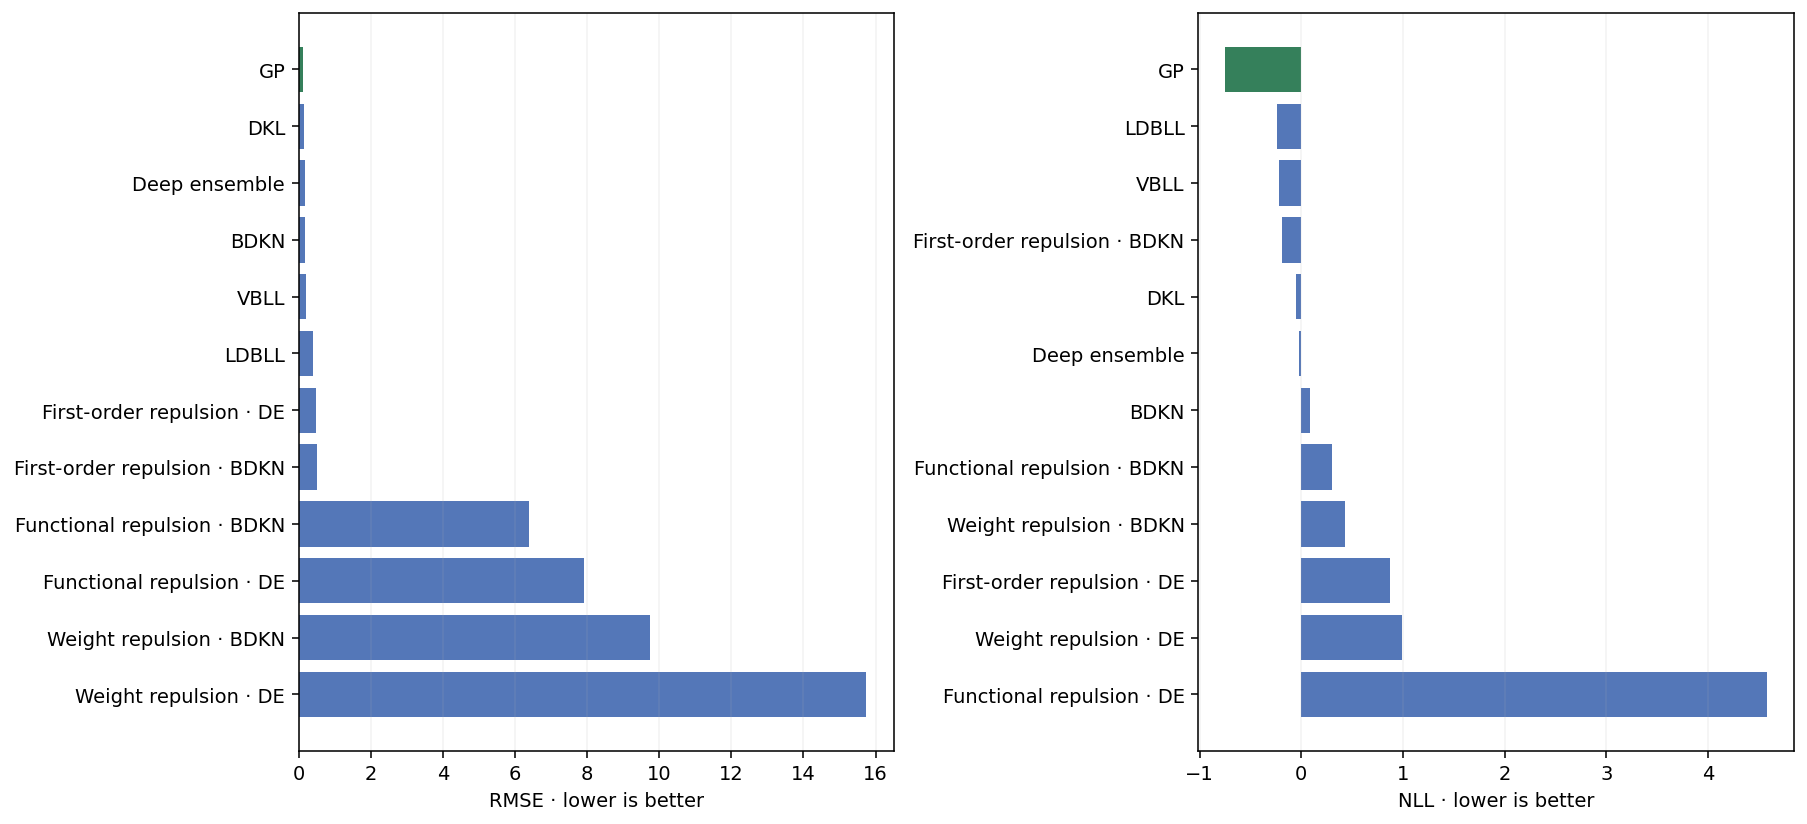 GP
DKL
Deep ensemble
BDKN
VBLL
LDBLL
First-order repulsion · DE
First-order repulsion · BDKN
Functional repulsion · BDKN
Functional repulsion · DE
Weight repulsion · BDKN
Weight repulsion · DE
0 2 4 6 8 10 12 14 16
RMSE · lower is better
GP
LDBLL
VBLL
First-order repulsion · BDKN
DKL
Deep ensemble
BDKN
Functional repulsion · BDKN
Weight repulsion · BDKN
First-order repulsion · DE
Weight repulsion · DE
Functional repulsion · DE
−1 0 1 2 3 4
NLL · lower is better